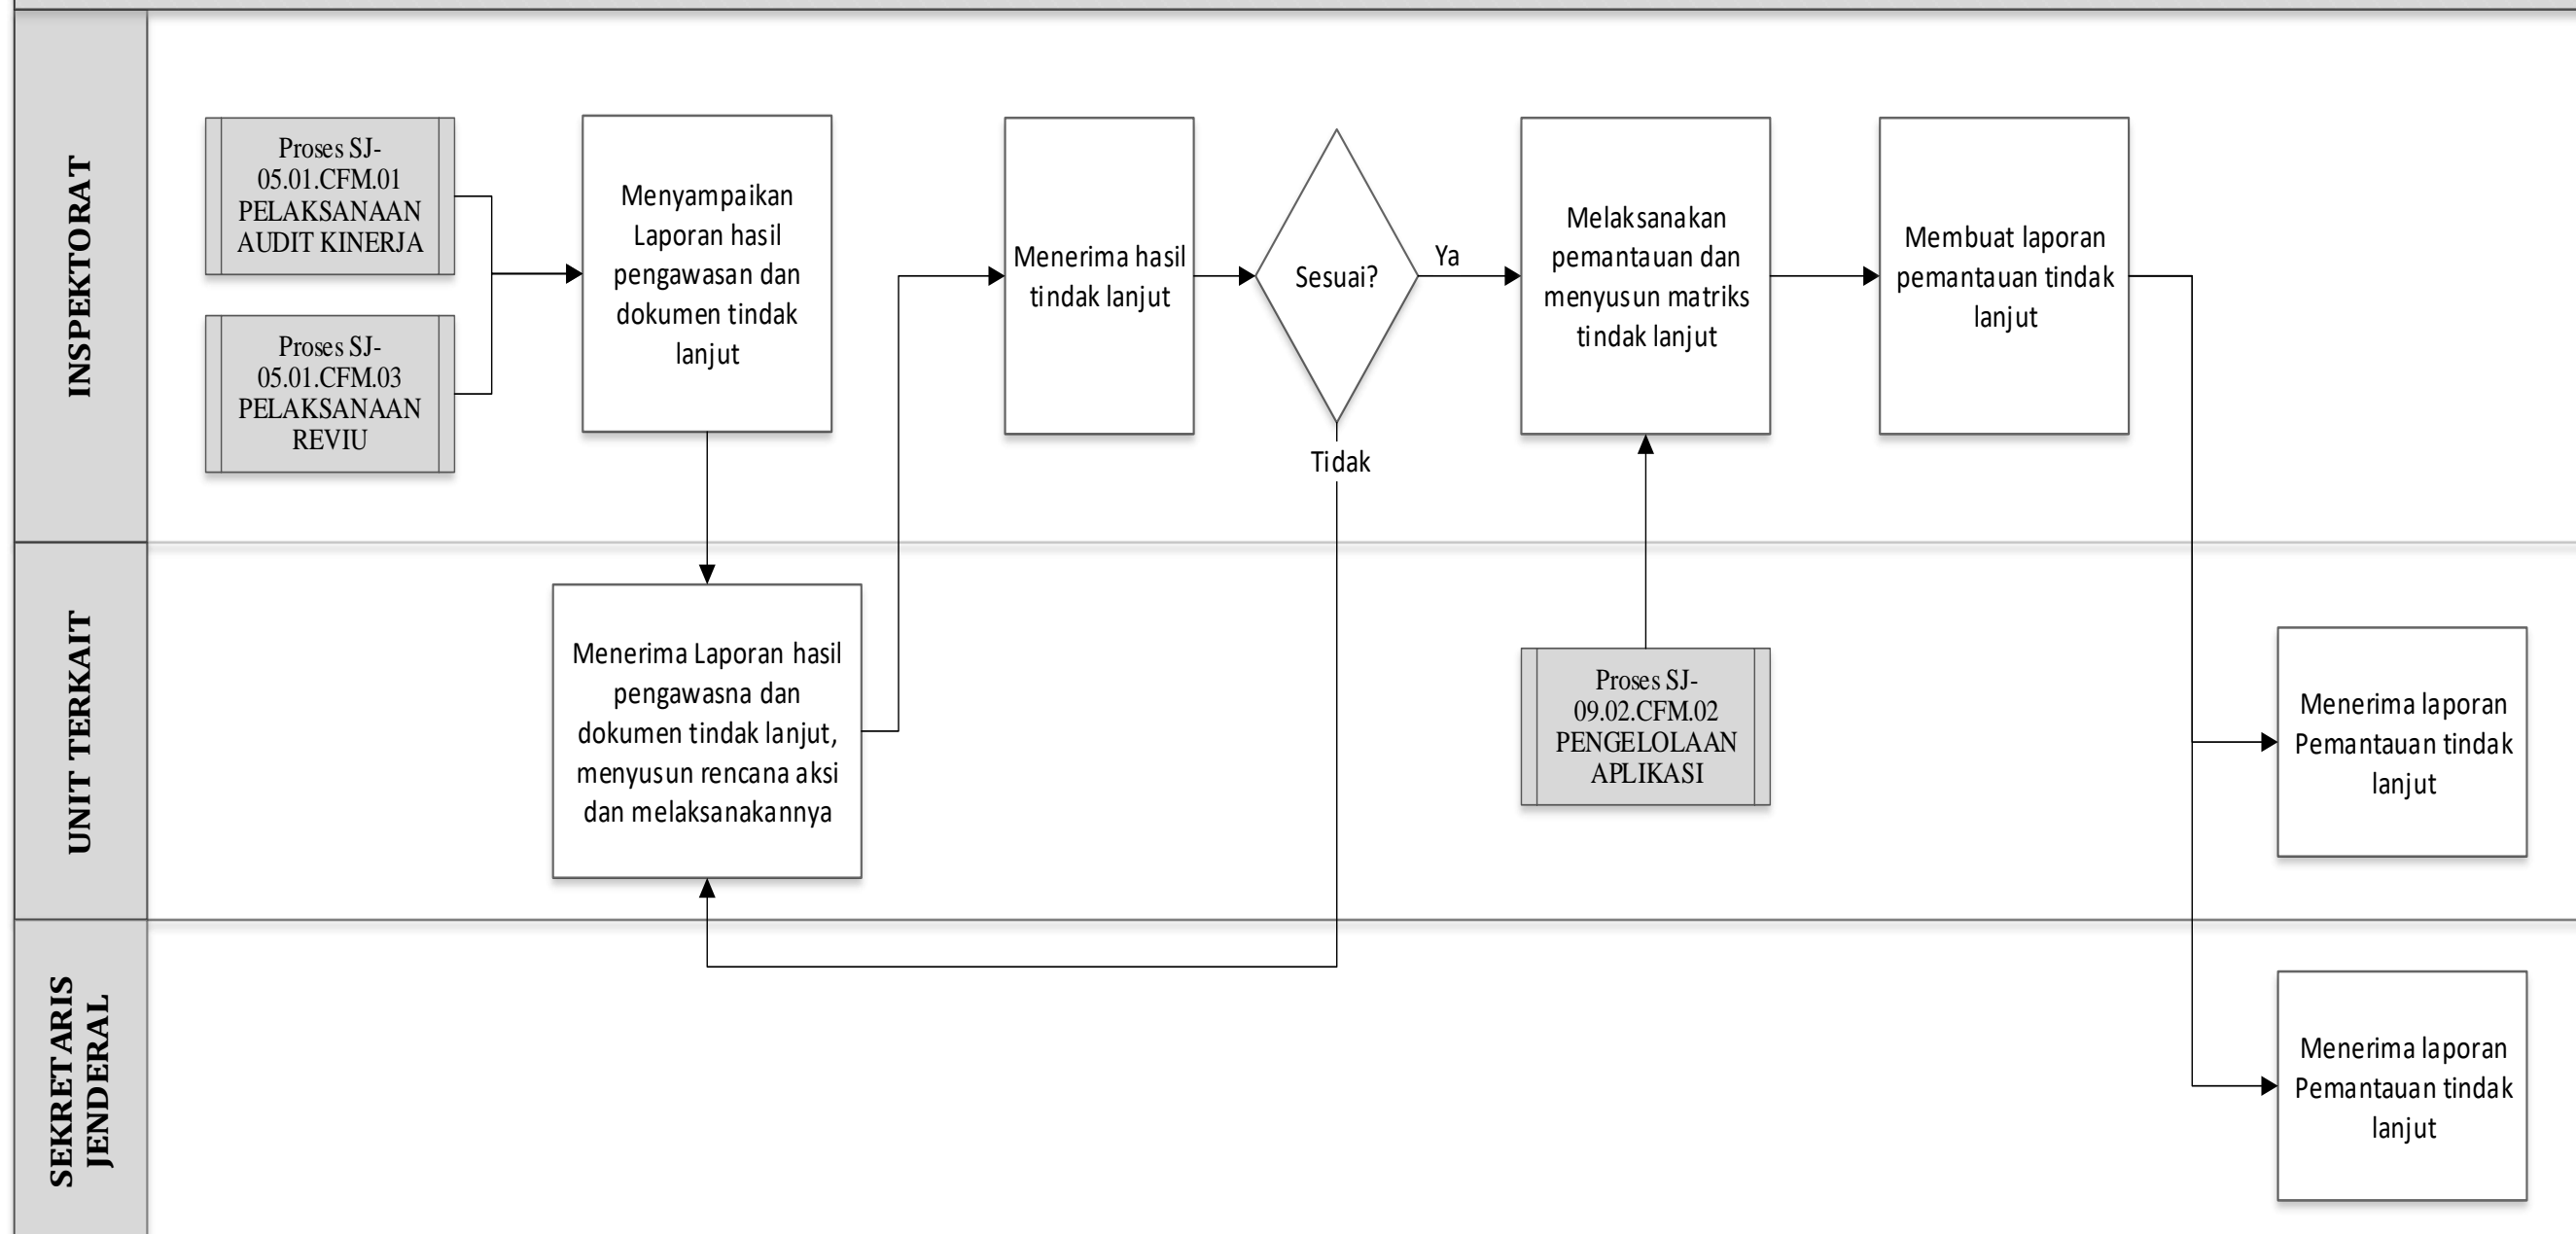 INSPEKTORAT
Proses SJ-
05.01.CFM.01
PELAKSANAAN
AUDIT KINERJA
Proses SJ-
05.01.CFM.03
PELAKSANAAN
REVIU
Menyampaikan
Laporan hasil
pengawasan dan
dokumen tindak
lanjut
Menerima hasil
tindak lanjut
Sesuai?
Ya
Tidak
Melaksanakan
pemantauan dan
menyusun matriks
tindak lanjut
Membuat laporan
pemantauan tindak
lanjut
UNIT TERKAIT
Menerima Laporan hasil
pengawasna dan
dokumen tindak lanjut,
menyusun rencana aksi
dan melaksanakannya
Proses SJ-
09.02.CFM.02
PENGELOLAAN
APLIKASI
Menerima laporan
Pemantauan tindak
lanjut
SEKRETARIS
JENDERAL
Menerima laporan
Pemantauan tindak
lanjut